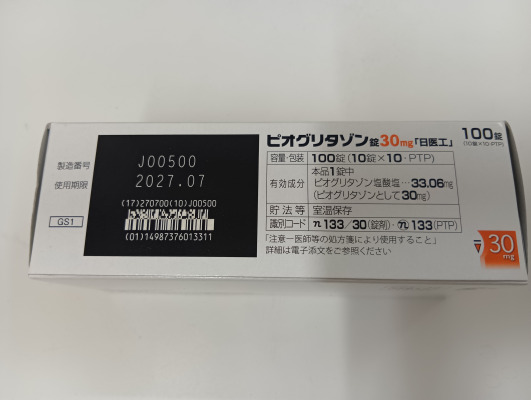 製造番号
使用期限
GS1
J00500
2027.07
(17)270700(10)J00500
(01)14987376013311
ピオグリタゾン錠30mg「日医工」 100錠
(10錠×10・PTP)
容量・包装 100錠(10錠×10・PTP)
有効成分 本品1錠中
ピオグリタゾン塩酸塩…33.06mg
(ピオグリタゾンとして30mg)
貯法等 室温保存
識別コード n 133/30(錠剤)・n 133(PTP)
「注意-医師等の処方箋により使用すること」
詳細は電子添文をご参照ください
30
mg